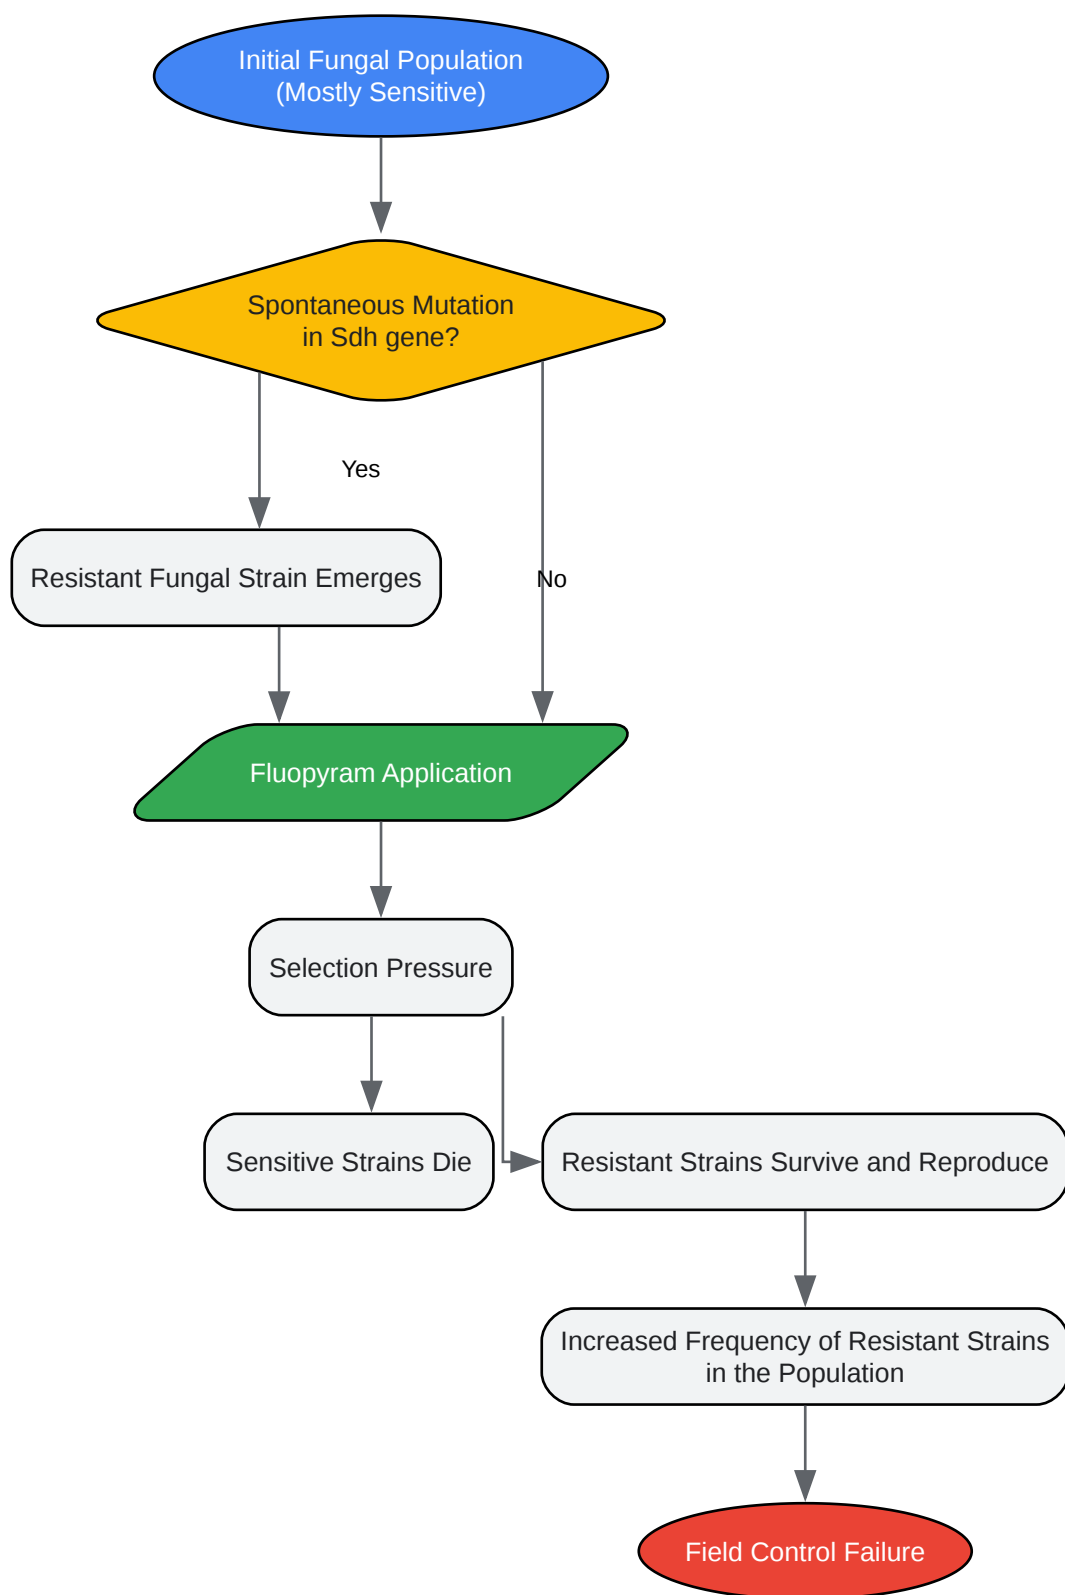 Initial Fungal Population
(Mostly Sensitive)
Spontaneous Mutation
in Sdh gene?
Yes
Resistant Fungal Strain Emerges
No
Fluopyram Application
Selection Pressure
Sensitive Strains Die
Resistant Strains Survive and Reproduce
Increased Frequency of Resistant Strains
in the Population
Field Control Failure